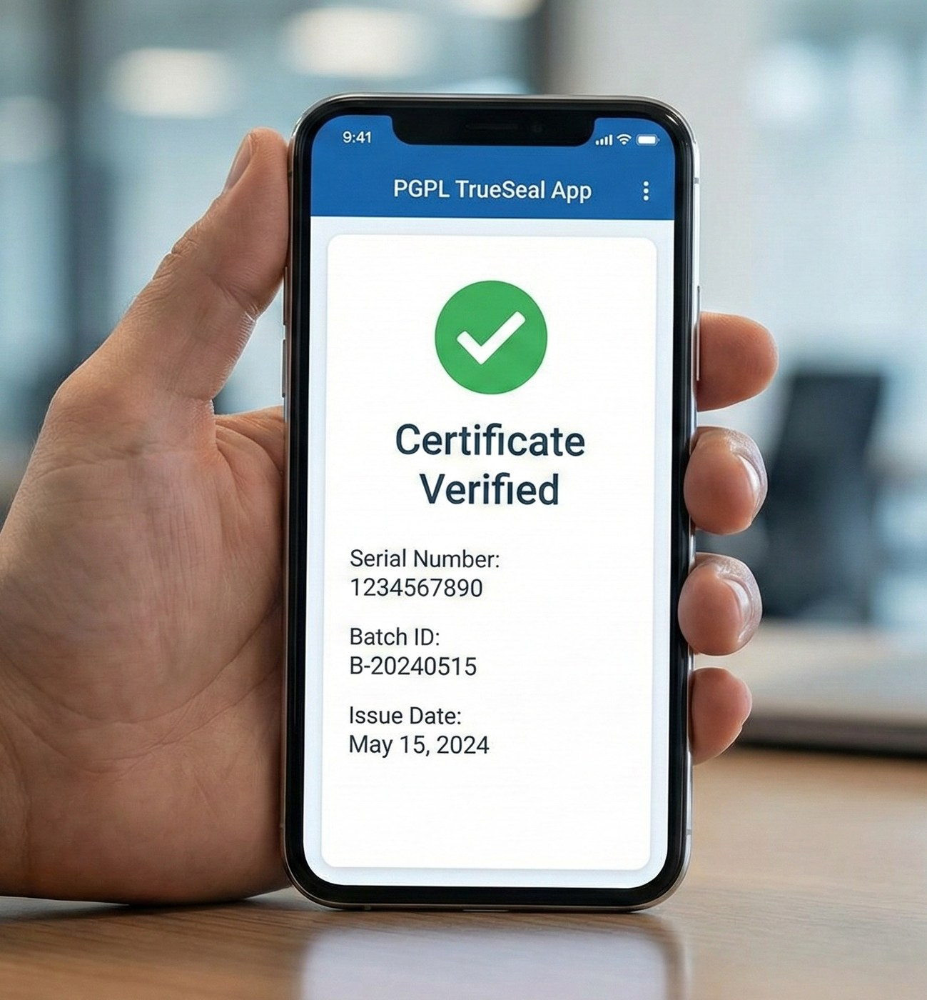 9:41
PGPL TrueSeal App
Certificate
Verified
Serial Number:
1234567890
Batch ID:
B-20240515
Issue Date:
May 15, 2024